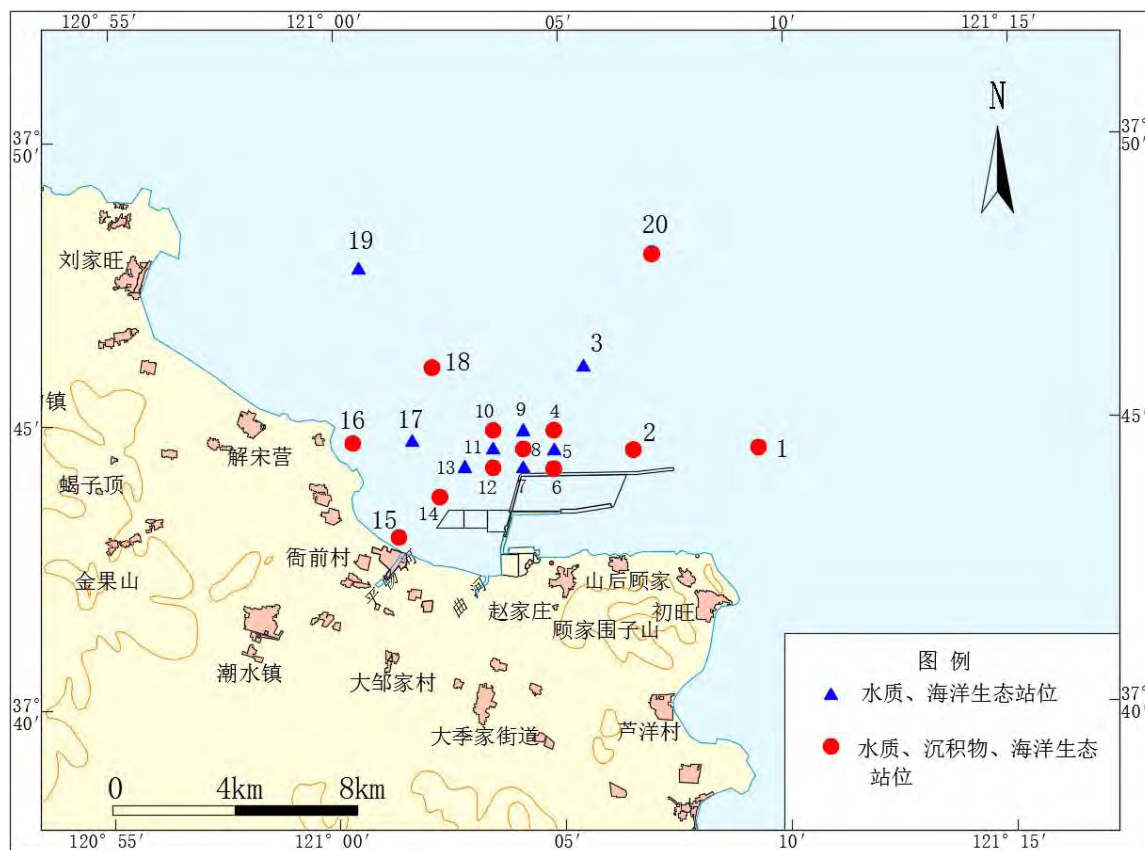 120°55′ 121°00′ 05′ 10′ 121°15′
N
37°50′ 37°50′
20
19
刘家旺
3
18
镇
10 9 4
16 17 2 1
45′ 45′
11 8 5
解宋营
13
蝎子顶
12 7 6
14
15
衙前村
平畅河
金果山
山后顾家
曲河
赵家庄
初旺
顾家围子山
潮水镇
大邹家村
图 例
水质、海洋生态站位
37°40′ 37°40′
大季家街道
芦洋村
水质、沉积物、海洋生态
站位
0 4km 8km
120°55′ 121°00′ 05′ 10′ 121°15′